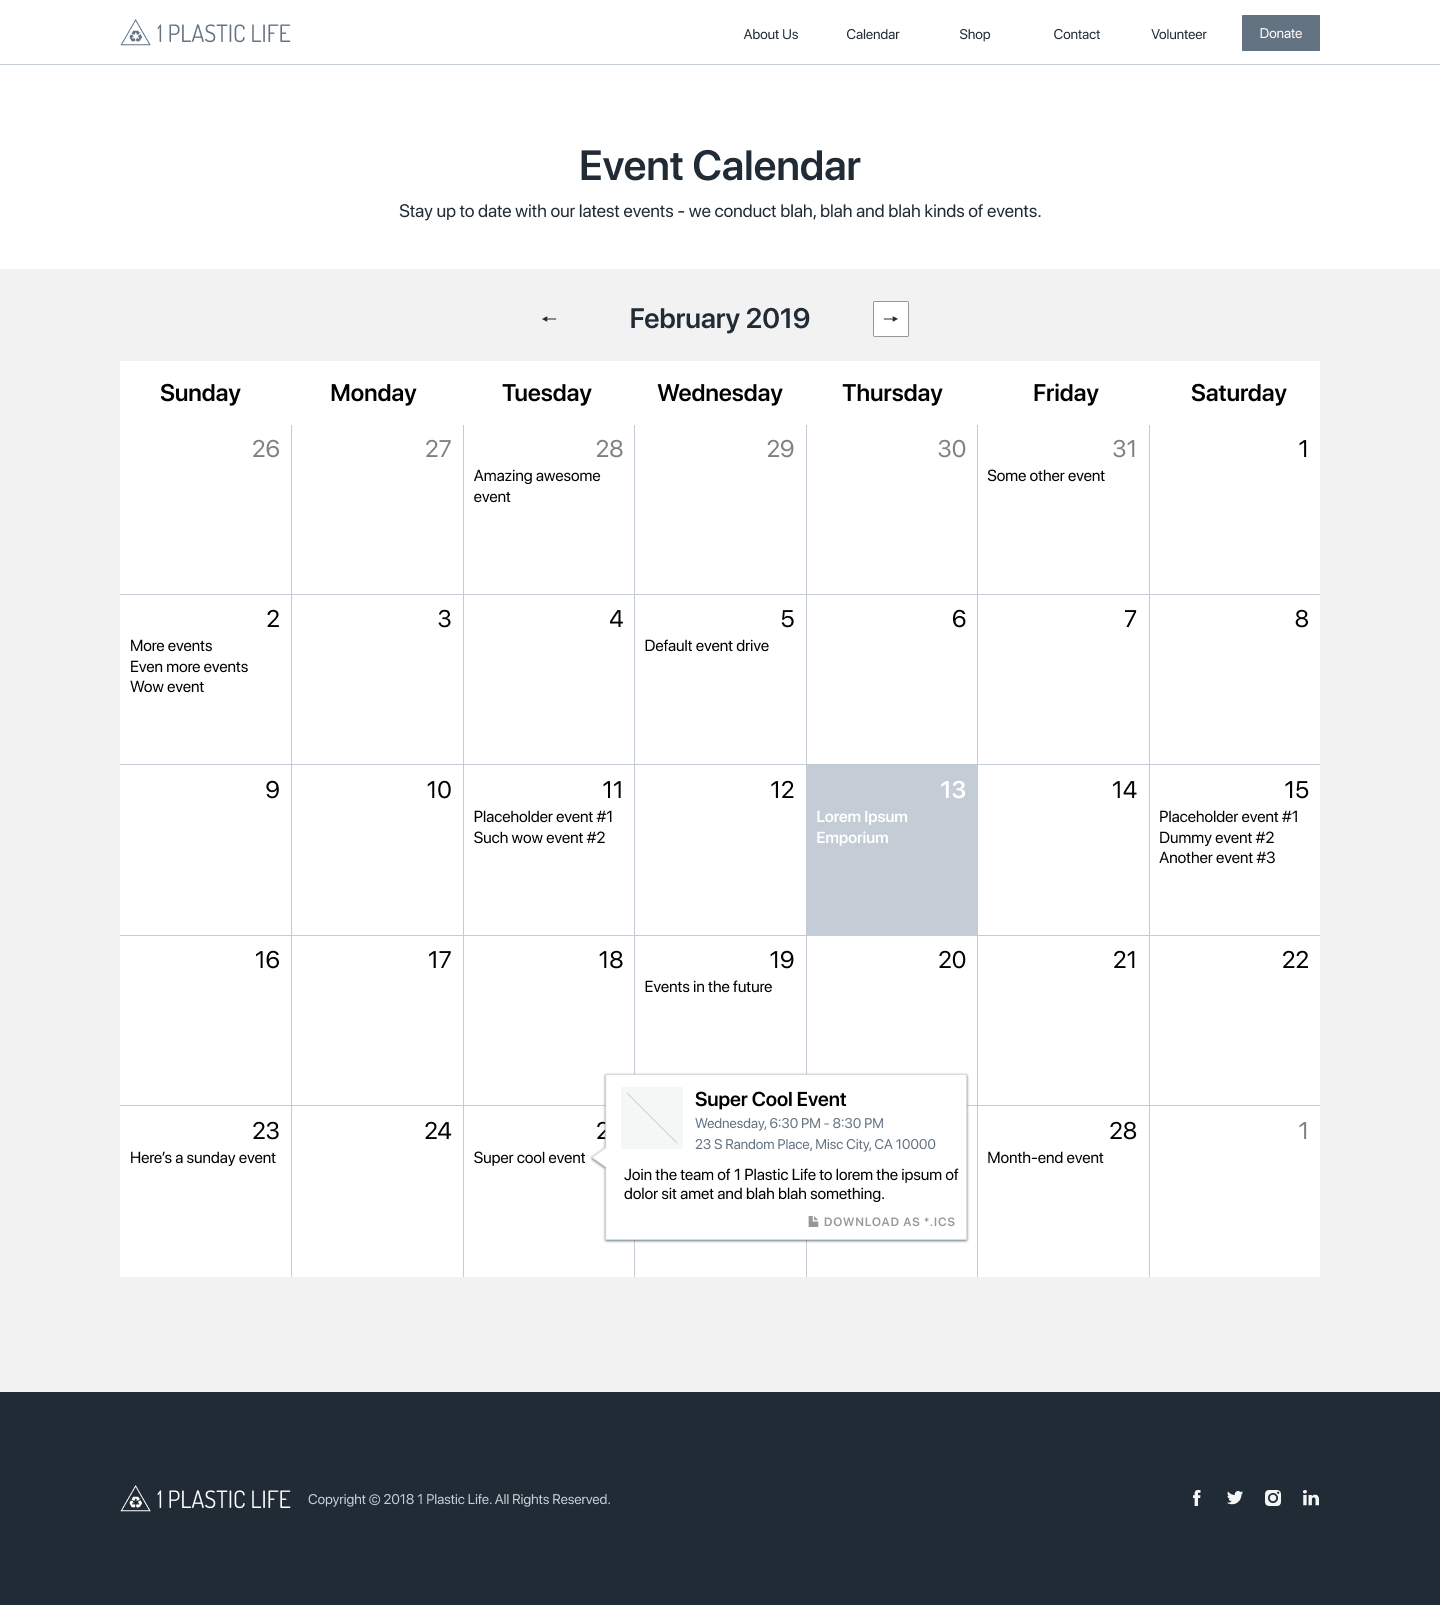 1 PLASTIC LIFE
About Us
Calendar
Shop
Contact
Volunteer
Donate
Event Calendar
Stay up to date with our latest events - we conduct blah, blah and blah kinds of events.
February 2019
Sunday
Monday
Tuesday
Wednesday
Thursday
Friday
Saturday
26
27
28
Amazing awesome
event
29
30
31
Some other event
1
2
More events
Even more events
Wow event
3
4
5
Default event drive
6
7
8
9
10
11
Placeholder event #1
Such wow event #2
12
13
Lorem Ipsum
Emporium
14
15
Placeholder event #1
Dummy event #2
Another event #3
16
17
18
19
Events in the future
20
21
22
23
Here's a sunday event
24
Super cool event
Super Cool Event
Wednesday, 6:30 PM - 8:30 PM
23 S Random Place, Misc City, CA 10000
Join the team of 1 Plastic Life to lorem the ipsum of
dolor sit amet and blah blah something.
DOWNLOAD AS *.ICS
28
Month-end event
1
1 PLASTIC LIFE
Copyright © 2018 1 Plastic Life. All Rights Reserved.